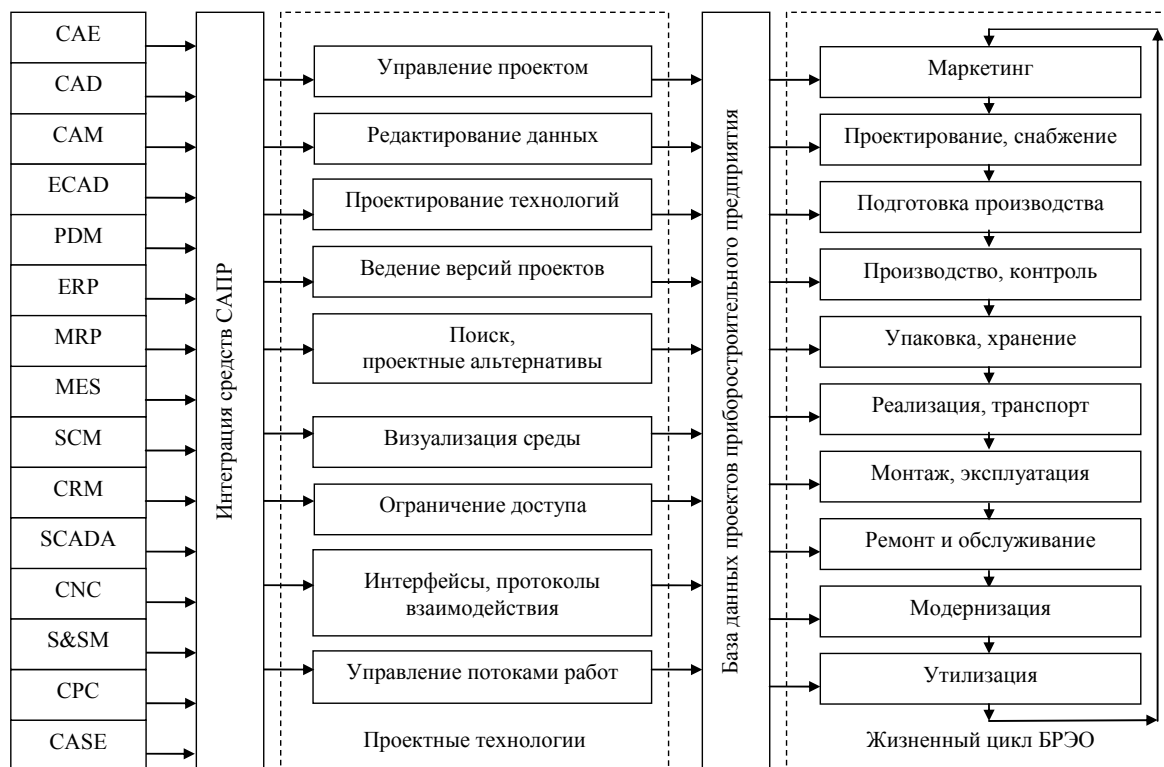 CAE
CAD
CAM
ECAD
PDM
ERP
MRP
MES
SCM
CRM
SCADA
CNC
S&SM
CPC
CASE
Интеграция средств САПР
Управление проектом
Редактирование данных
Проектирование технологий
Ведение версий проектов
Поиск,
проектные альтернативы
Визуализация среды
Ограничение доступа
Интерфейсы, протоколы
взаимодействия
Управление потоками работ
Проектные технологии
База данных проектов приборостроительного предприятия
Маркетинг
Проектирование, снабжение
Подготовка производства
Производство, контроль
Упаковка, хранение
Реализация, транспорт
Монтаж, эксплуатация
Ремонт и обслуживание
Модернизация
Утилизация
Жизненный цикл БРЭО